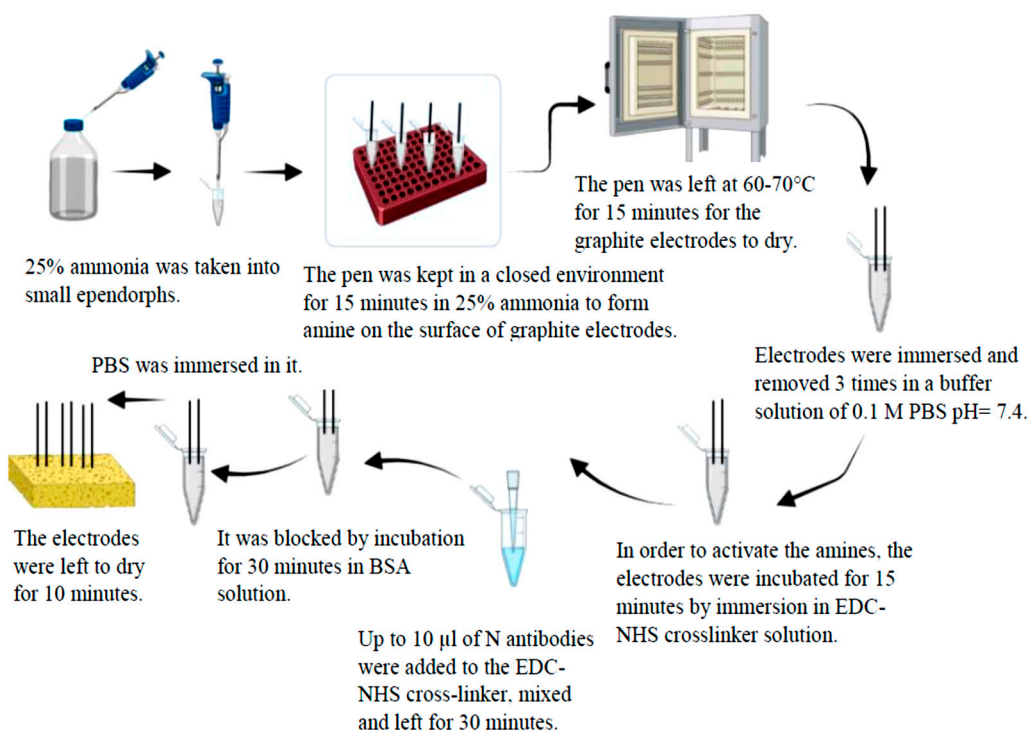 25% ammonia was taken into
small ependorphs.
The pen was kept in a closed environment
for 15 minutes in 25% ammonia to form
amine on the surface of graphite electrodes.
The pen was left at 60-70°C
for 15 minutes for the
graphite electrodes to dry.
Electrodes were immersed and
removed 3 times in a buffer
solution of 0.1 M PBS pH= 7.4.
In order to activate the amines, the
electrodes were incubated for 15
minutes by immersion in EDC-
NHS crosslinker solution.
Up to 10 µl of N antibodies
were added to the EDC-
NHS cross-linker, mixed
and left for 30 minutes.
It was blocked by incubation
for 30 minutes in BSA
solution.
PBS was immersed in it.
The electrodes
were left to dry
for 10 minutes.